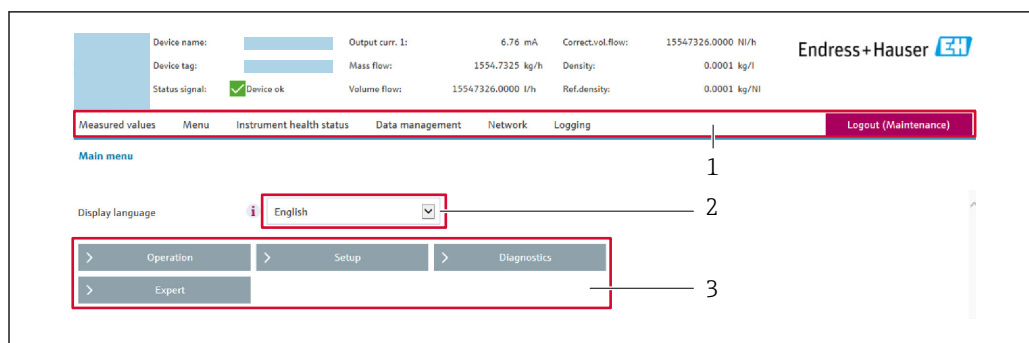 Device name: Output curr. 1: 6.76 mA Correct.vol.flow: 15547326.0000 Nl/h
Endress+Hauser EH
Device tag: Mass flow: 1554.7325 kg/h Density: 0.0001 kg/l
Status signal: Device ok Volume flow: 15547326.0000 l/h Ref.density: 0.0001 kg/Nl
Measured values Menu Instrument health status Data management Network Logging Logout (Maintenance)
1
Main menu
Display language i English 2
> Operation > Setup > Diagnostics
> Expert 3